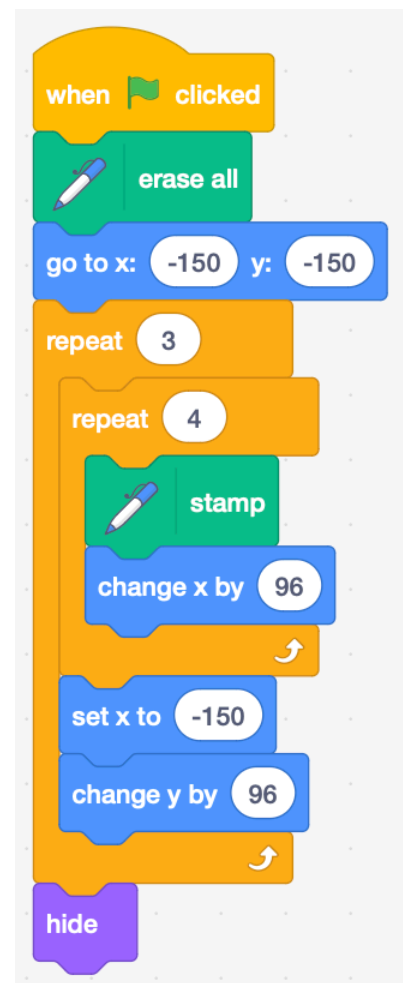 when clicked
erase all
go to x: -150 y: -150
repeat 3
repeat 4
stamp
change x by 96
set x to -150
change y by 96
hide